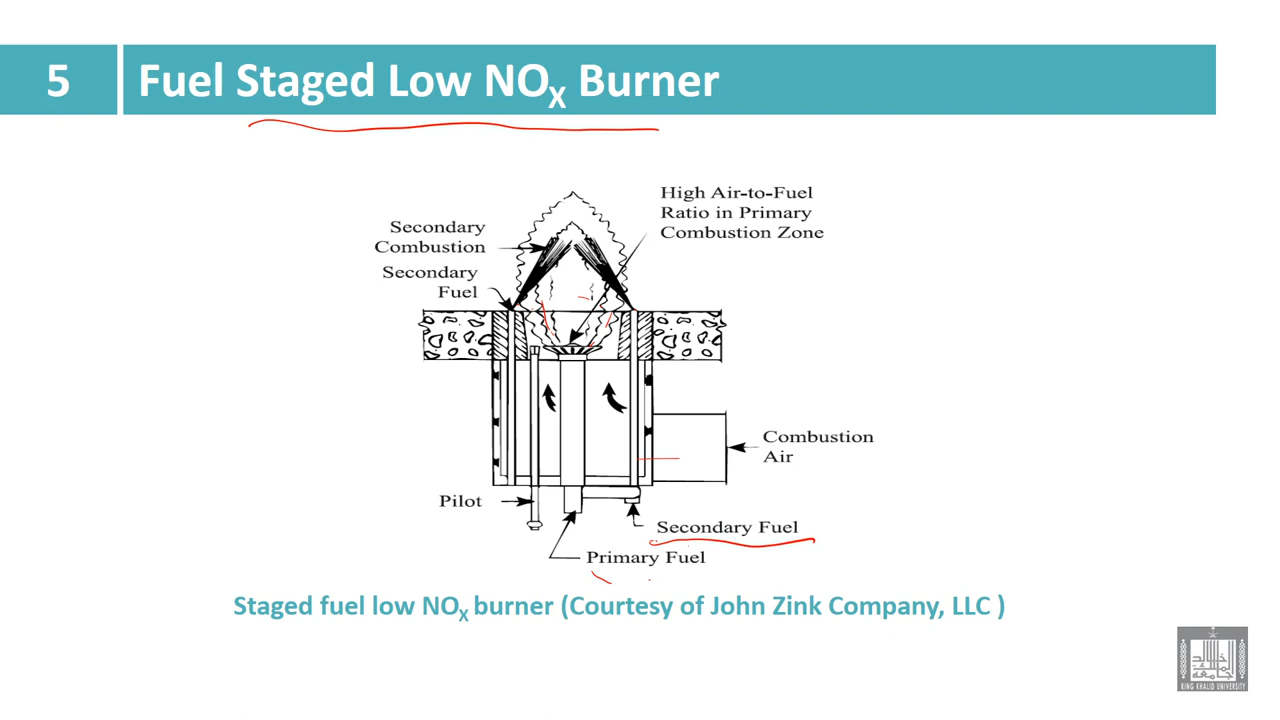 5
Fuel Staged Low NOX Burner
High Air-to-Fuel
Ratio in Primary
Combustion Zone
Secondary
Combustion
Secondary
Fuel
Combustion
Air
Pilot
Secondary Fuel
Primary Fuel
Staged fuel low NOX burner (Courtesy of John Zink Company, LLC )
KING KHALID UNIVERSITY